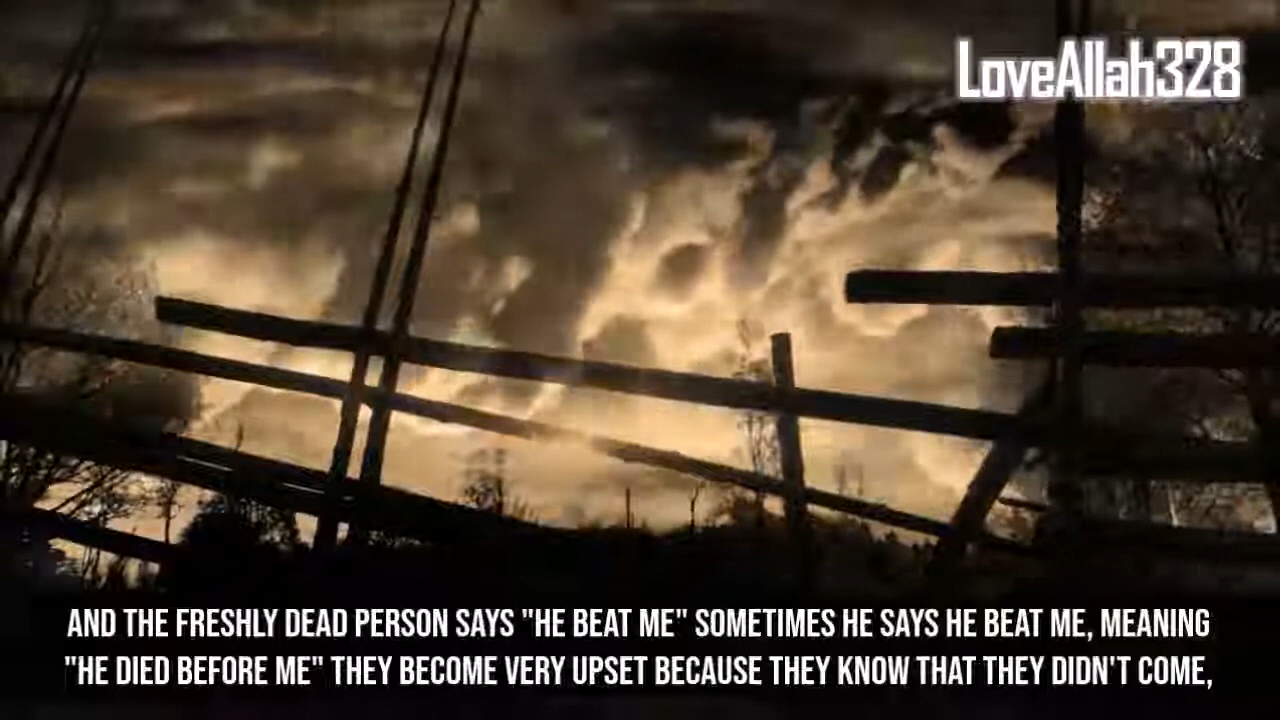 LoveAllah328
AND THE FRESHLY DEAD PERSON SAYS "HE BEAT ME" SOMETIMES HE SAYS HE BEAT ME, MEANING
"HE DIED BEFORE ME" THEY BECOME VERY UPSET BECAUSE THEY KNOW THAT THEY DIDN'T COME,